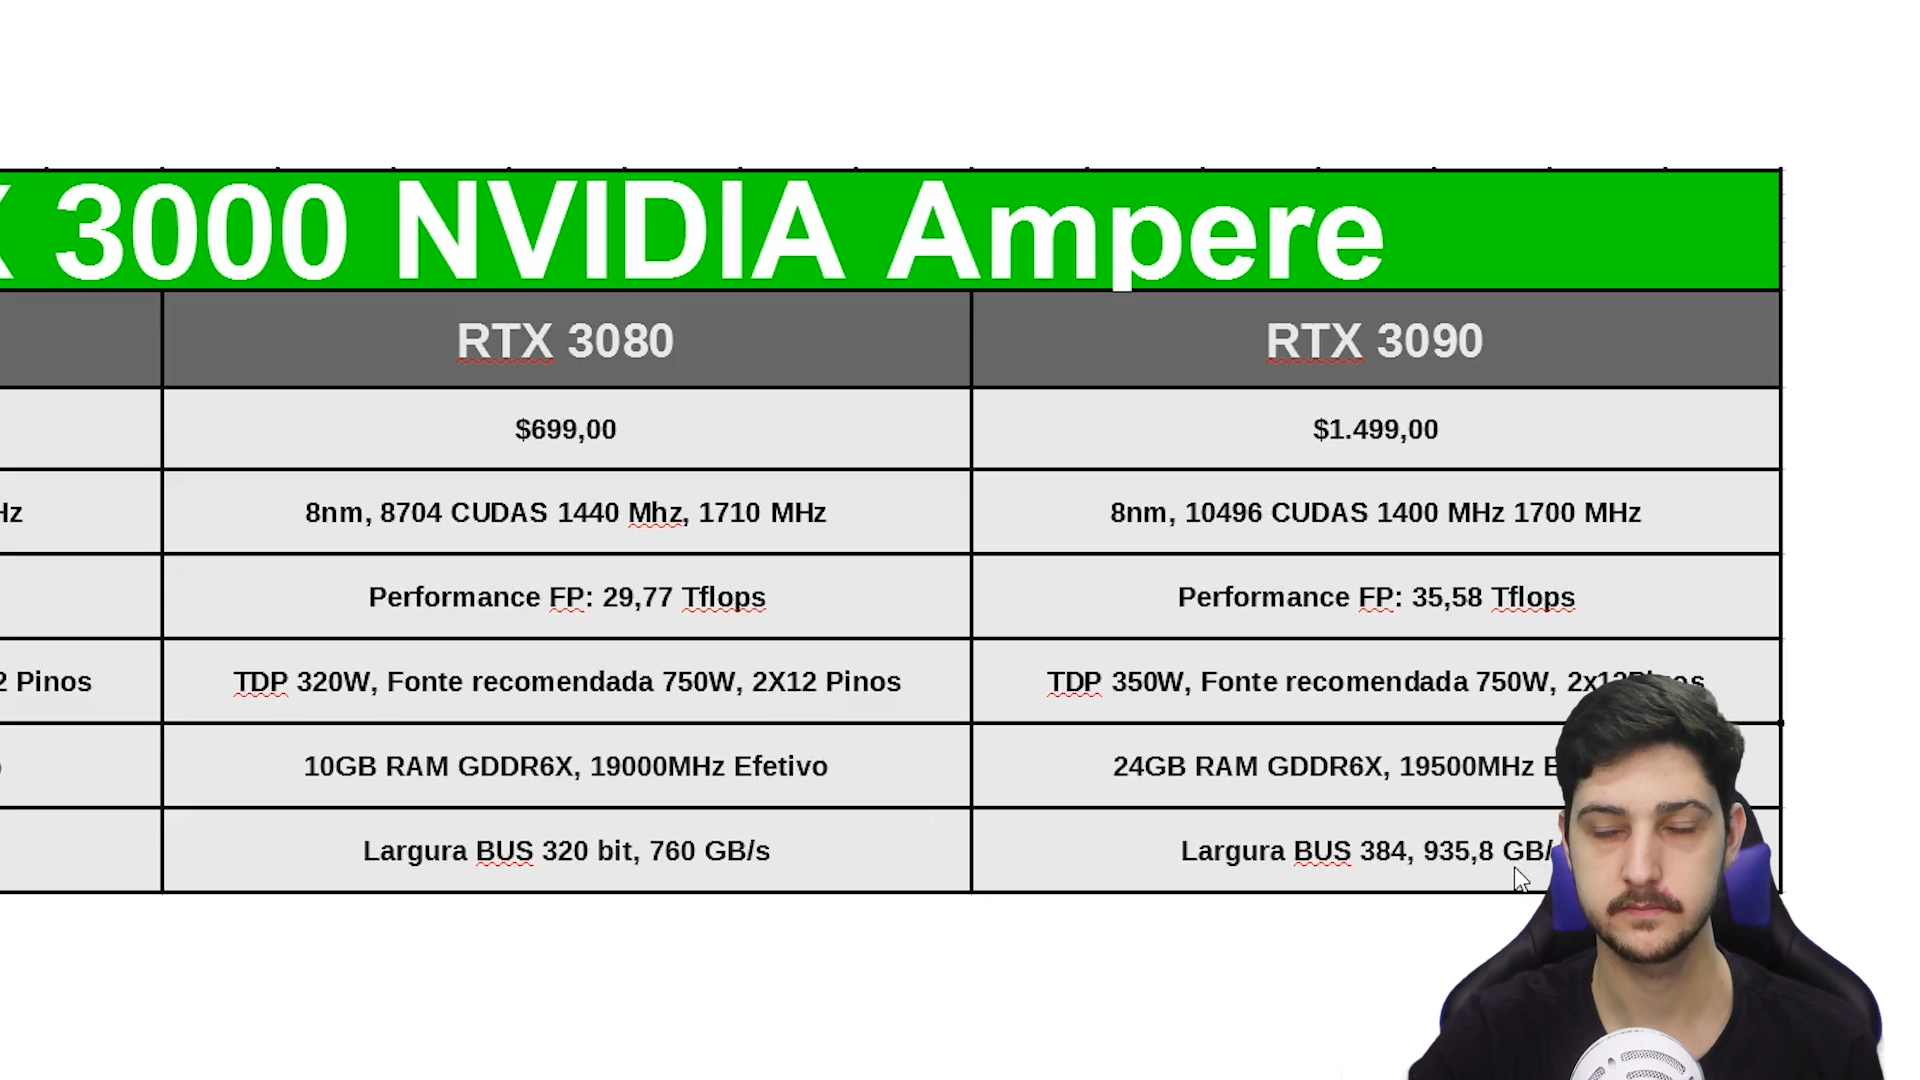 3000 NVIDIA Ampere
RTX 3080
RTX 3090
$699,00
$1.499,00
Hz
8nm, 8704 CUDAS 1440 Mhz, 1710 MHz
8nm, 10496 CUDAS 1400 MHz 1700 MHz
Performance FP: 29,77 Tflops
Performance FP: 35,58 Tflops
2 Pinos
TDP 320W, Fonte recomendada 750W, 2X12 Pinos
TDP 350W, Fonte recomendada 750W,
10GB RAM GDDR6X, 19000MHz Efetivo
24GB RAM GDDR6X, 19500MHz
Largura BUS 320 bit, 760 GB/s
Largura BUS 384, 935,8 GB/